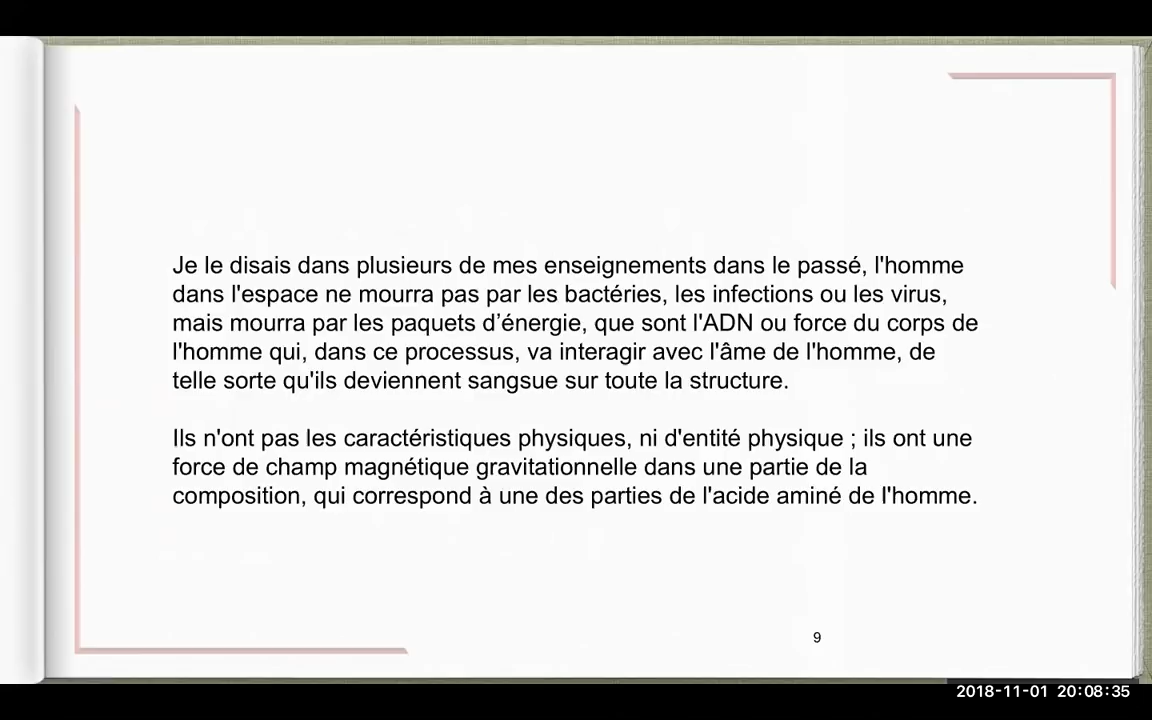 Je le disais dans plusieurs de mes enseignements dans le passé, l'homme
dans l'espace ne mourra pas par les bactéries, les infections ou les virus,
mais mourra par les paquets d’énergie, que sont l'ADN ou force du corps de
l'homme qui, dans ce processus, va interagir avec l'âme de l'homme, de
telle sorte qu'ils deviennent sangsue sur toute la structure.
Ils n'ont pas les caractéristiques physiques, ni d'entité physique ; ils ont une
force de champ magnétique gravitationnelle dans une partie de la
composition, qui correspond à une des parties de l'acide aminé de l'homme.
9
2018-11-01 20:08:35